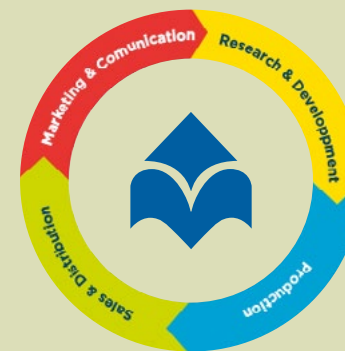 Marketing & Comunication
Research & Developpment
Production
Sales & Distribution